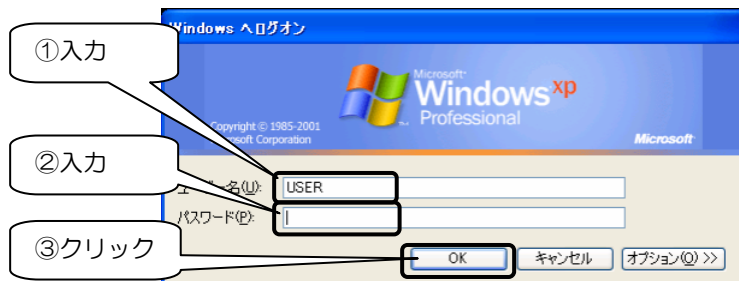 Windows へログオン
①入力
Microsoft
Windows xp
Professional
Copyright © 1985-2001
Microsoft Corporation
Microsoft
②入力
ユーザー名(U): USER
パスワード(P):
③クリック
OK
キャンセル
オプション(O) >>